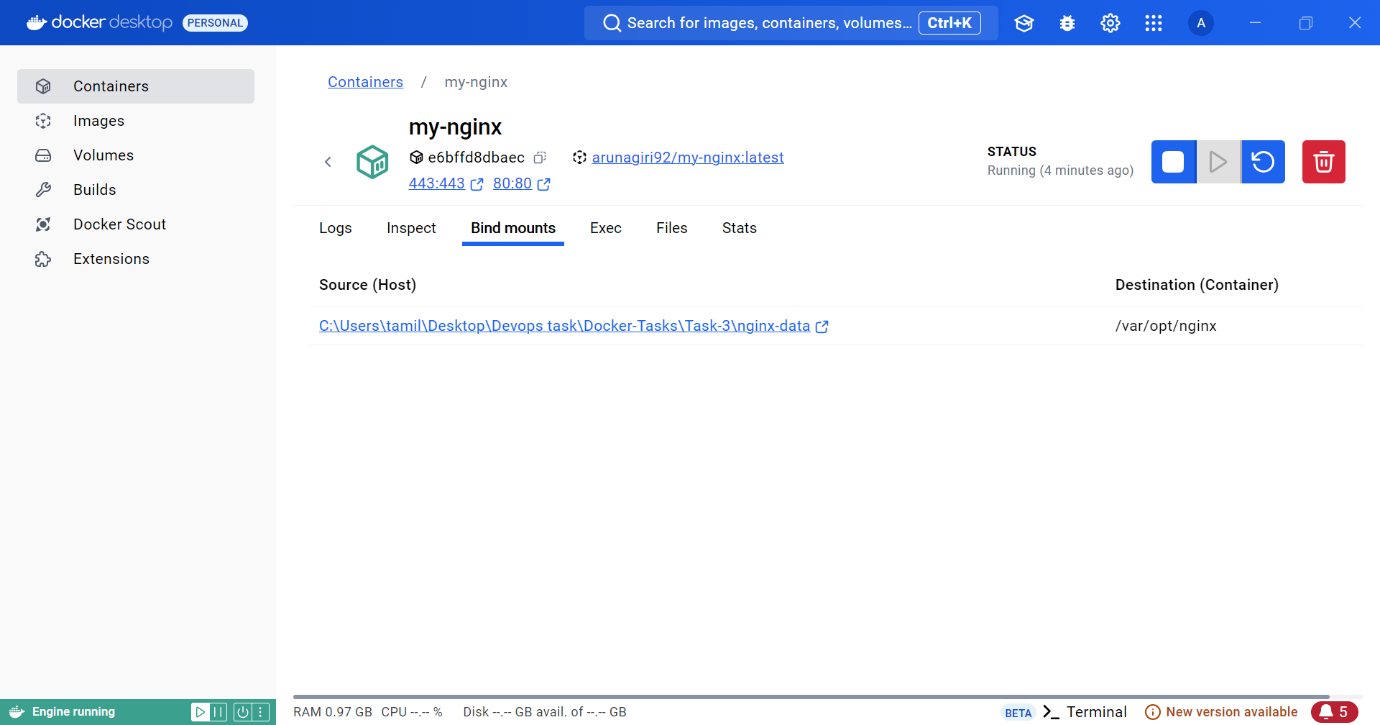 docker desktop PERSONAL
Search for images, containers, volumes... Ctrl+K
A
Containers
Images
Volumes
Builds
Docker Scout
Extensions
Containers / my-nginx
my-nginx
e6bffd8dbaec arunagiri92/my-nginx:latest
443:443 80:80
STATUS
Running (4 minutes ago)
Logs Inspect Bind mounts Exec Files Stats
Source (Host) Destination (Container)
C:\Users\tamil\Desktop\Devops task\Docker-Tasks\Task-3\nginx-data /var/opt/nginx
Engine running
RAM 0.97 GB CPU --.-- % Disk --.-- GB avail. of --.-- GB
BETA >_ Terminal New version available 5